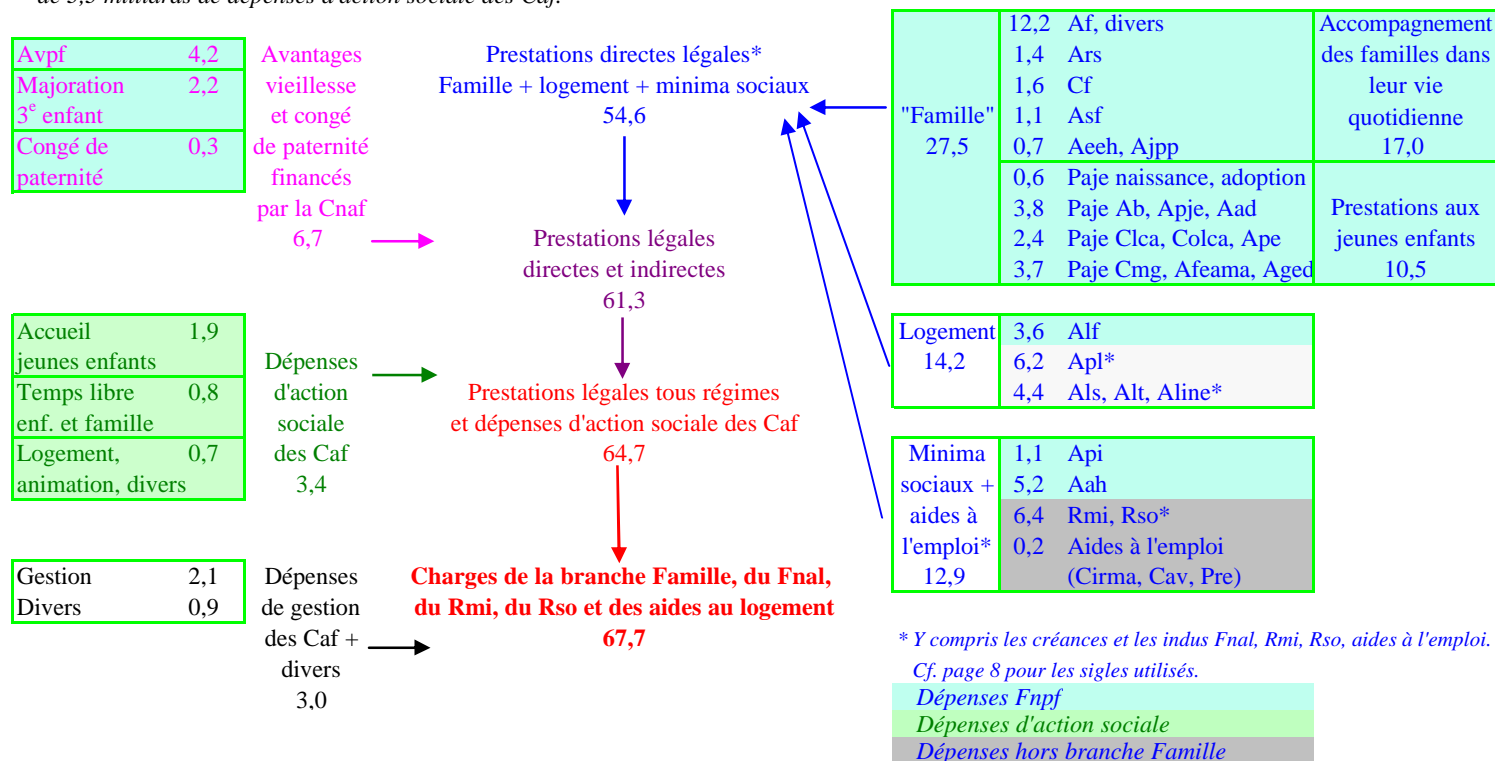 de 3,3 milliards de dépenses d'action sociale des Caf.
Avpf 4,2
Majoration 2,2
3e enfant
Congé de 0,3
paternité
Avantages
vieillesse
et congé
de paternité
financés
par la Cnaf
6,7
Prestations directes légales*
Famille + logement + minima sociaux
54,6
"Famille"
27,5
12,2 Af, divers
1,4 Ars
1,6 Cf
1,1 Asf
0,7 Aeeh, Ajpp
Accompagnement
des familles dans
leur vie
quotidienne
17,0
0,6 Paje naissance, adoption
3,8 Paje Ab, Apje, Aad
2,4 Paje Clca, Colca, Ape
3,7 Paje Cmg, Afeama, Aged
Prestations aux
jeunes enfants
10,5
Prestations légales
directes et indirectes
61,3
Accueil 1,9
jeunes enfants
Temps libre 0,8
enf. et famille
Logement, 0,7
animation, divers
Dépenses
d'action
sociale
des Caf
3,4
Prestations légales tous régimes
et dépenses d'action sociale des Caf
64,7
Logement
14,2
3,6 Alf
6,2 Apl*
4,4 Als, Alt, Aline*
Minima
sociaux +
aides à
l'emploi*
12,9
1,1 Api
5,2 Aah
6,4 Rmi, Rso*
0,2 Aides à l'emploi
(Cirma, Cav, Pre)
Gestion 2,1
Divers 0,9
Dépenses
de gestion
des Caf +
divers
3,0
Charges de la branche Famille, du Fnal,
du Rmi, du Rso et des aides au logement
67,7
* Y compris les créances et les indus Fnal, Rmi, Rso, aides à l'emploi.
Cf. page 8 pour les sigles utilisés.
Dépenses Fnpf
Dépenses d'action sociale
Dépenses hors branche Famille